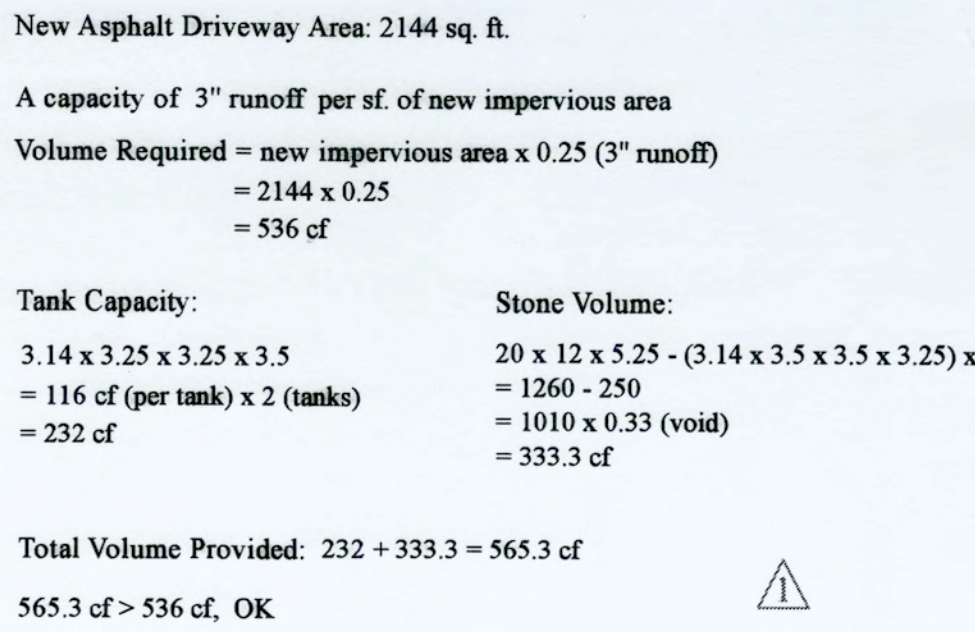 New Asphalt Driveway Area: 2144 sq. ft.
A capacity of 3" runoff per sf. of new impervious area
Volume Required = new impervious area x 0.25 (3" runoff)
= 2144 x 0.25
= 536 cf
Tank Capacity:
3.14 x 3.25 x 3.25 x 3.5
= 116 cf (per tank) x 2 (tanks)
= 232 cf
Stone Volume:
20 x 12 x 5.25 - (3.14 x 3.5 x 3.5 x 3.25) x
= 1260 - 250
= 1010 x 0.33 (void)
= 333.3 cf
Total Volume Provided: 232 + 333.3 = 565.3 cf
565.3 cf > 536 cf, OK
1